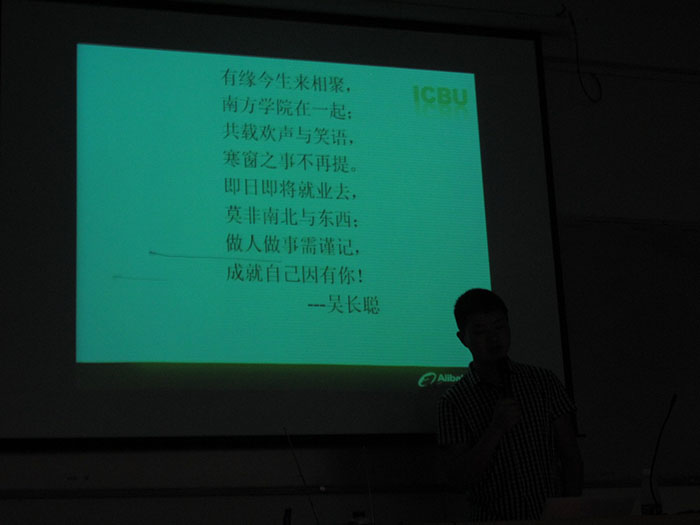 有缘今生来相聚，
ICBU
南方学院在一起；
共载欢声与笑语，
寒窗之事不再提。
即日即将就业去，
莫非南北与东西；
做人做事需谨记，
成就自己因有你！
---吴长聪